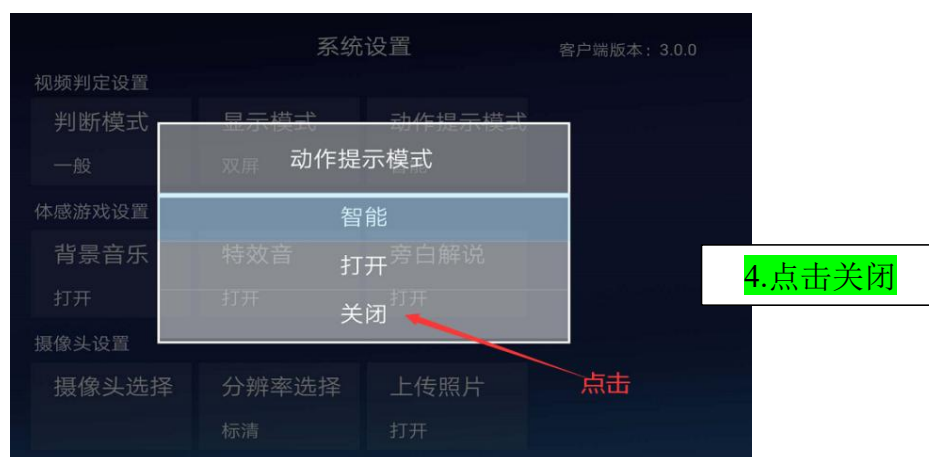 系统设置
客户端版本: 3.0.0
视频判定设置
判断模式 显示模式 动作提示模式
一般 双屏 智能
动作提示模式
智能
打开
关闭
体感游戏设置
背景音乐 特效音 旁白解说
打开 打开 打开
4.点击关闭
摄像头设置
点击
摄像头选择 分辨率选择 上传照片
标清 打开